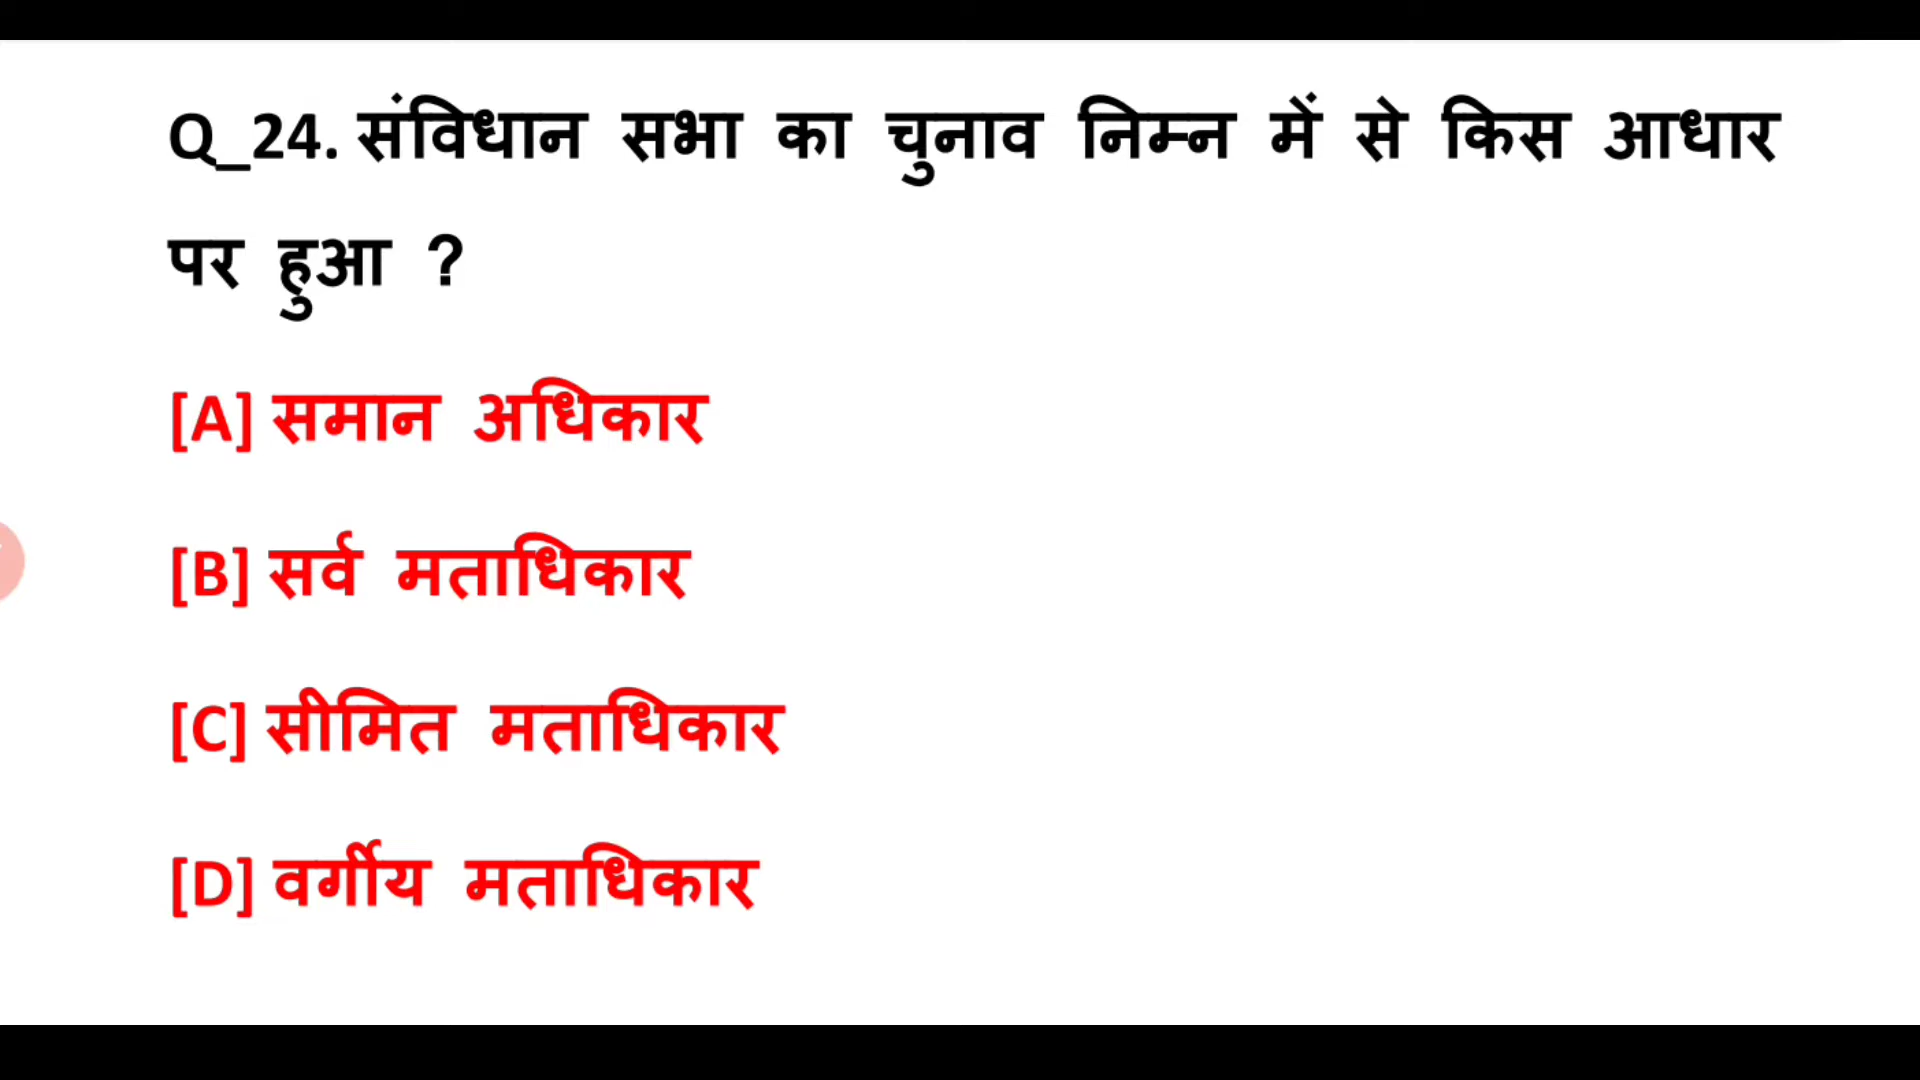 Q_24. संविधान सभा का चुनाव निम्न में से किस आधार
पर हुआ ?
[A] समान अधिकार
[B] सर्व मताधिकार
[C] सीमित मताधिकार
[D] वर्गीय मताधिकार